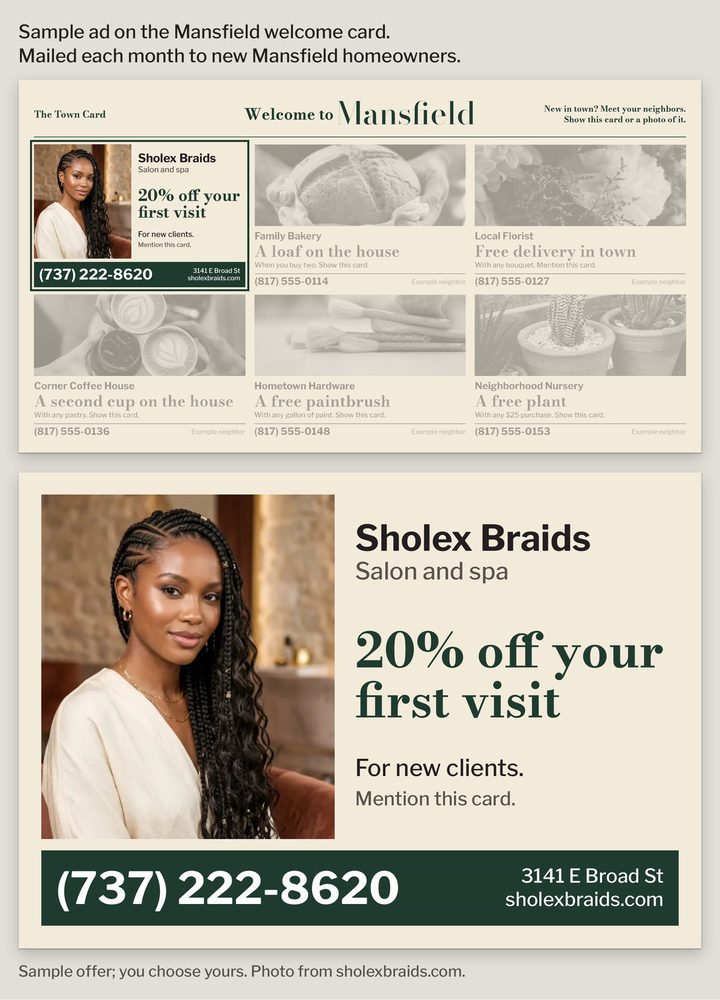 Sample ad on the Mansfield welcome card.
Mailed each month to new Mansfield homeowners.
The Town Card
Welcome to Mansfield
New in town? Meet your neighbors.
Show this card or a photo of it.
Sholex Braids
Salon and spa
20% off your
first visit
For new clients.
Mention this card.
(737) 222-8620
3141 E Broad St
sholexbraids.com
Family Bakery
A loaf on the house
When you buy two. Show this card.
(817) 555-0114
Example neighbor
Local Florist
Free delivery in town
With any bouquet. Mention this card.
(817) 555-0127
Example neighbor
Corner Coffee House
A second cup on the house
With any pastry. Show this card.
(817) 555-0136
Example neighbor
Hometown Hardware
A free paintbrush
With any gallon of paint. Show this card.
(817) 555-0148
Example neighbor
Neighborhood Nursery
A free plant
With any $25 purchase. Show this card.
(817) 555-0153
Example neighbor
Sholex Braids
Salon and spa
20% off your
first visit
For new clients.
Mention this card.
(737) 222-8620
3141 E Broad St
sholexbraids.com
Sample offer; you choose yours. Photo from sholexbraids.com.